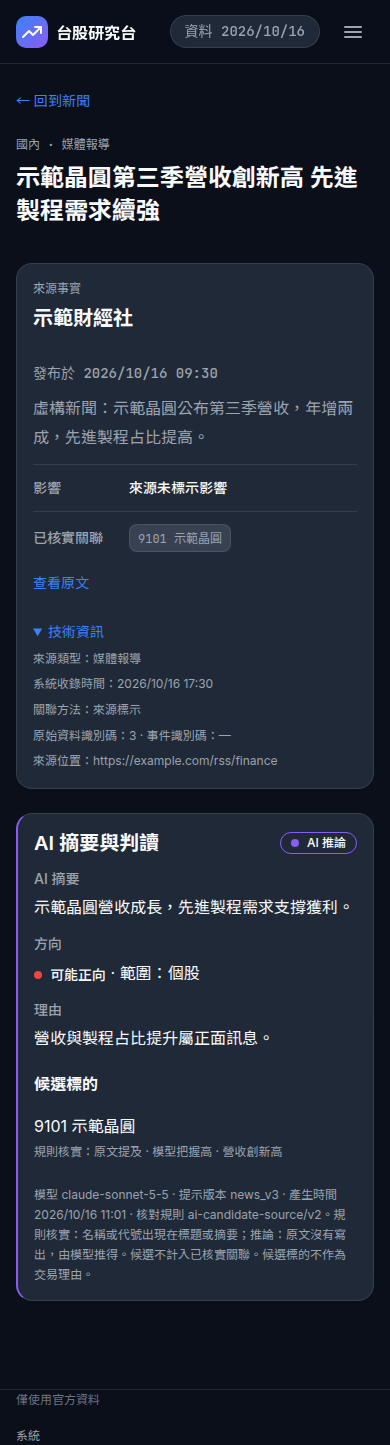 台股研究台
資料 2026/10/16
← 回到新聞
國內 · 媒體報導
示範晶圓第三季營收創新高 先進
製程需求續強
來源事實
示範財經社
發布於 2026/10/16 09:30
虛構新聞：示範晶圓公布第三季營收，年增兩
成，先進製程占比提高。
影響 來源未標示影響
已核實關聯 9101 示範晶圓
查看原文
▼ 技術資訊
來源類型：媒體報導
系統收錄時間：2026/10/16 17:30
關聯方法：來源標示
原始資料識別碼：3 · 事件識別碼：—
來源位置：https://example.com/rss/finance
AI 摘要與判讀
AI 推論
AI 摘要
示範晶圓營收成長，先進製程需求支撐獲利。
方向
可能正向 · 範圍：個股
理由
營收與製程占比提升屬正面訊息。
候選標的
9101 示範晶圓
規則核實：原文提及 · 模型把握高 · 營收創新高
模型 claude-sonnet-5-5 · 提示版本 news_v3 · 產生時間
2026/10/16 11:01 · 核對規則 ai-candidate-source/v2。規
則核實：名稱或代號出現在標題或摘要；推論：原文沒有寫
出，由模型推得。候選不計入已核實關聯。候選標的不作為
交易理由。
僅使用官方資料
系統